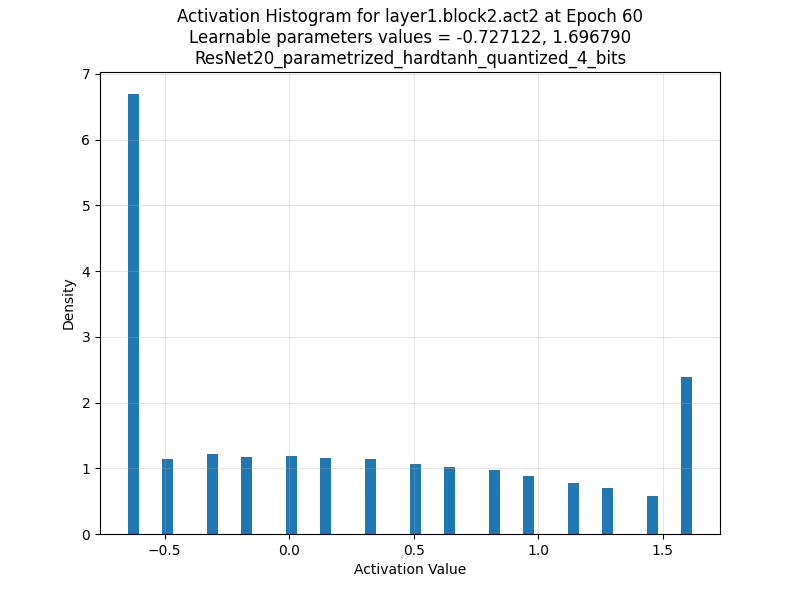 Activation Histogram for layer1.block2.act2 at Epoch 60
Learnable parameters values = -0.727122, 1.696790
ResNet20_parametrized_hardtanh_quantized_4_bits
7
6
5
4
3
2
1
0
Density
−0.5
0.0
0.5
1.0
1.5
Activation Value